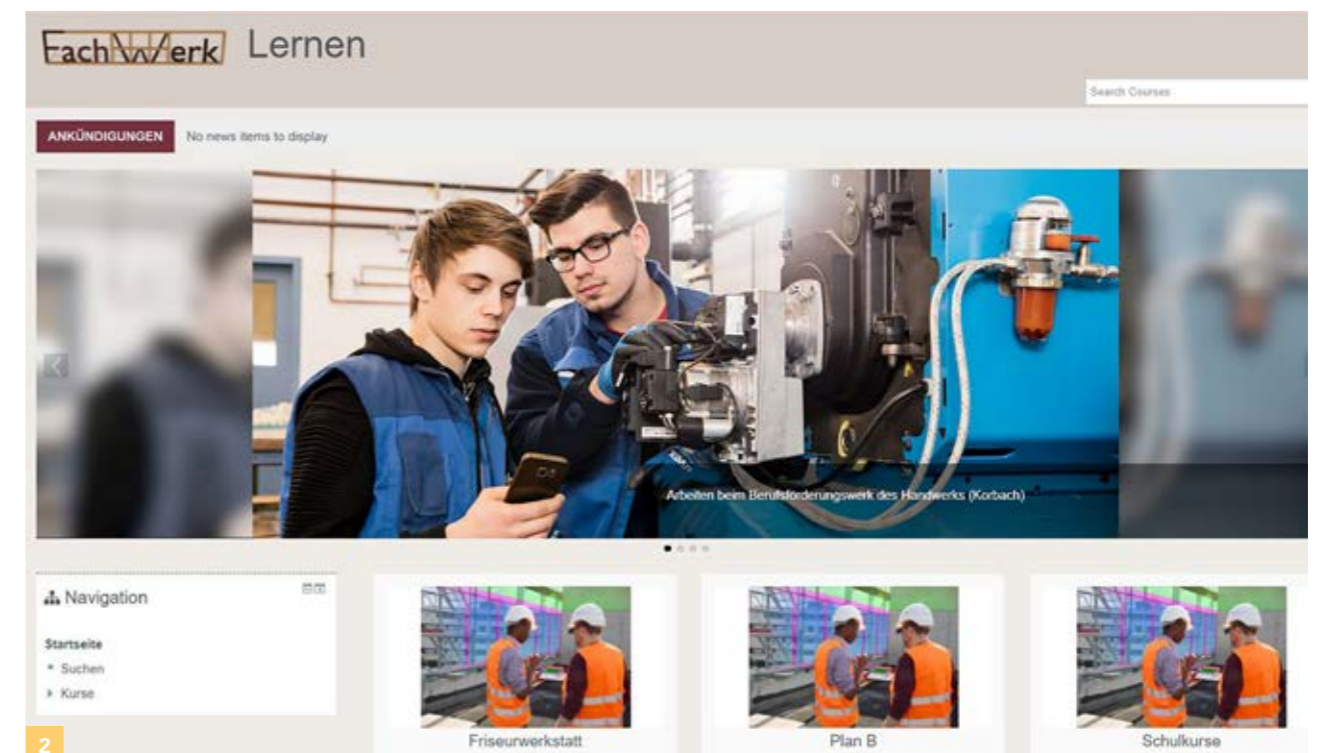 FachWerk Lernen
Search Courses
ANKÜNDIGUNGEN No news items to display
Arbeiten beim Berufsförderungswerk des Handwerks (Korbach)
Navigation
Startseite
Suchen
Kurse
Friseurwerkstatt Plan B Schulkurse
2